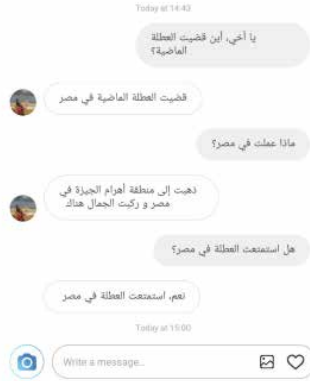 Today at 14:43
يا أخي، أين قضيت العطلة
الماضية؟
قضيت العطلة الماضية في مصر
ماذا عملت في مصر؟
ذهبت إلى منطقة أهرام الجيزة في
مصر و ركبت الجمال هناك
هل استمتعت العطلة في مصر؟
نعم، استمتعت العطلة في مصر
Today at 15:00
Write a message...